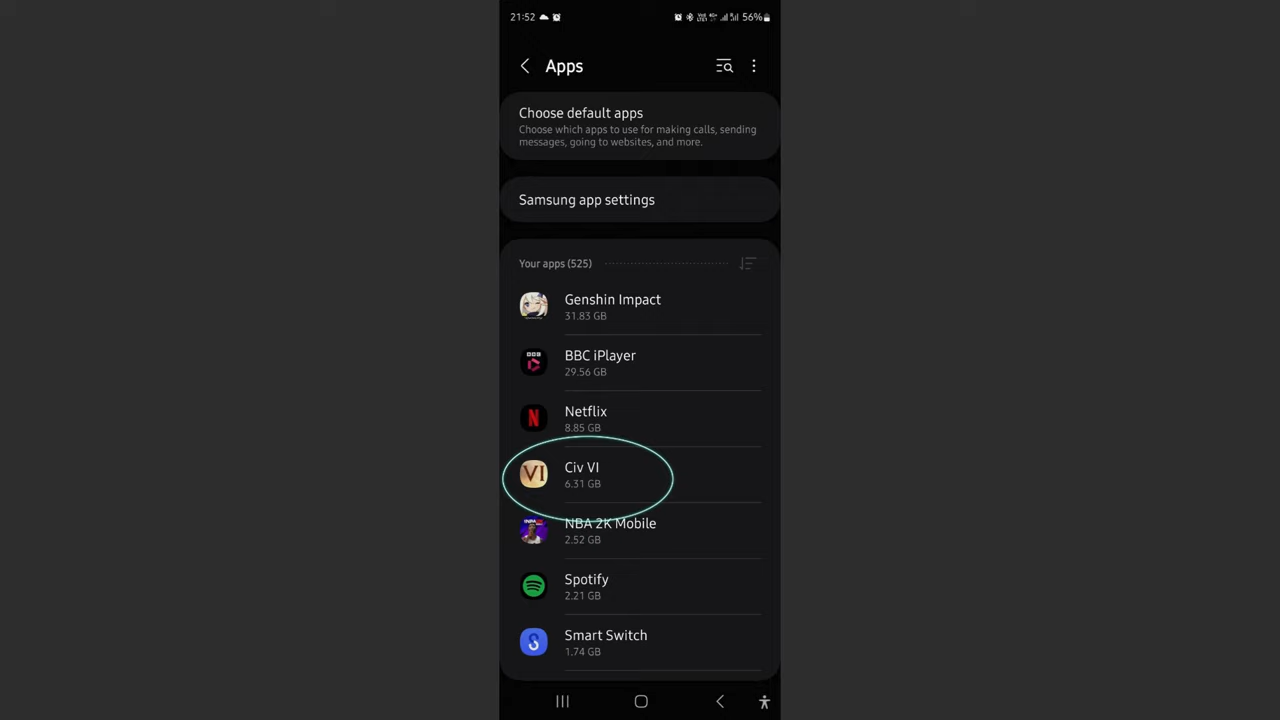 21:52 56%
Apps
Choose default apps
Choose which apps to use for making calls, sending
messages, going to websites, and more.
Samsung app settings
Your apps (525)
Genshin Impact
31.83 GB
BBC
BBC iPlayer
29.56 GB
N
Netflix
8.85 GB
VI
Civ VI
6.31 GB
NBA 2K Mobile
2.52 GB
Spotify
2.21 GB
Smart Switch
1.74 GB